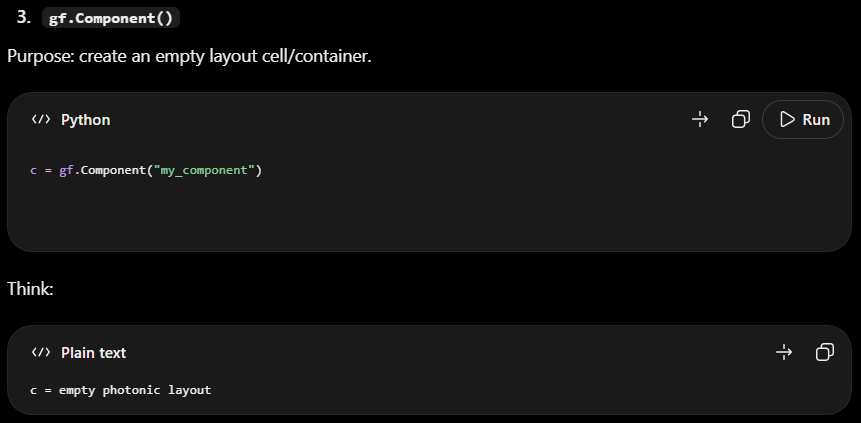 3. gf.Component()
Purpose: create an empty layout cell/container.
</> Python
Run
c = gf.Component("my_component")
Think:
</> Plain text
c = empty photonic layout